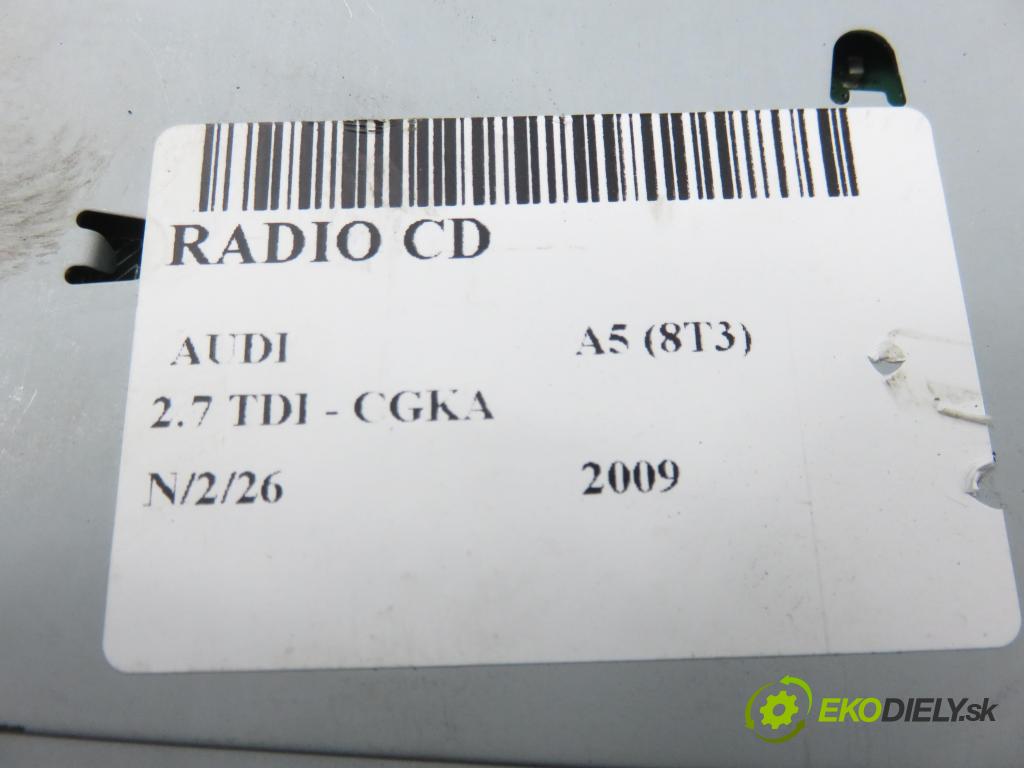 RADIO CD
AUDI A5 (8T3)
2.7 TDI - CGKA
N/2/26 2009
EKODIELY.sk